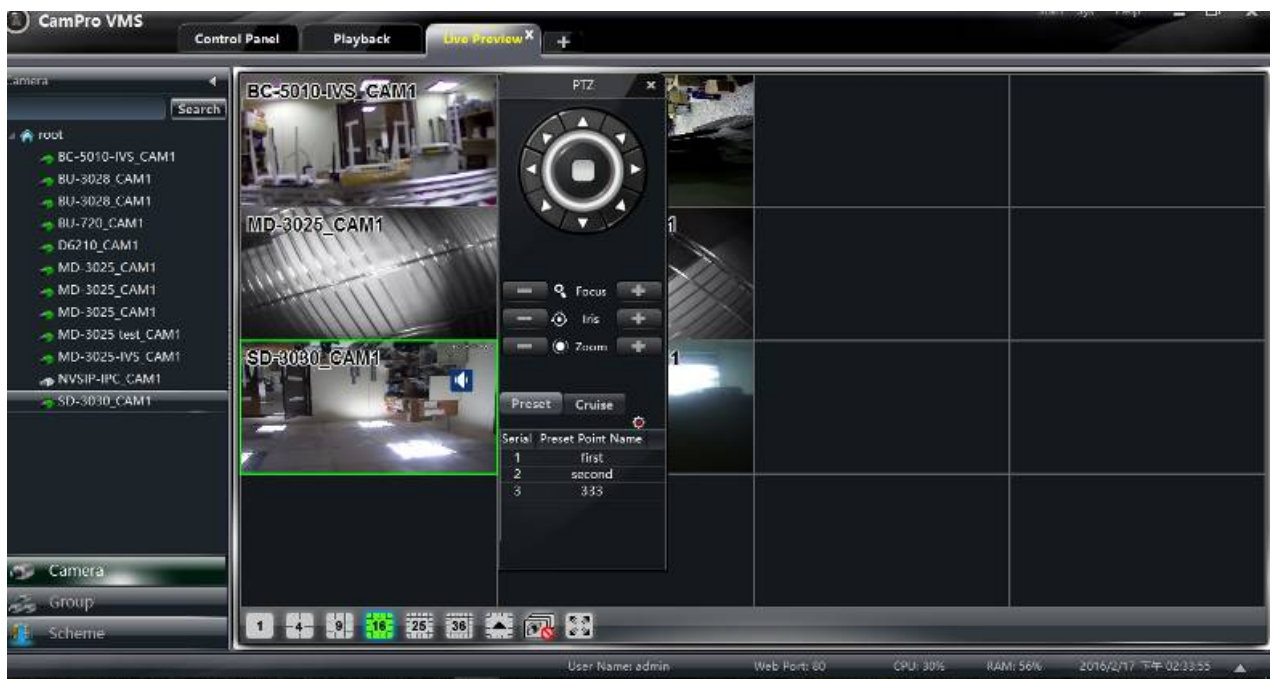 CamPro VMS
Control Panel
Playback
Live Preview
Search
root
BC-5010-IVS_CAM1
BU-3028_CAM1
BU-3028_CAM1
BU-720_CAM1
D6210_CAM1
MD-3025_CAM1
MD-3025_CAM1
MD-3025_CAM1
MD-3025 test_CAM1
MD-3025-IVS_CAM1
NVSIP-IPC_CAM1
SD-3030_CAM1
Camera
Group
Scheme
BC-5010-IVS_CAM1
MD-3025_CAM1
SD-3030_CAM1
PTZ
Focus
Iris
Zoom
Preset Cruise
Serial Preset Point Name
1 first
2 second
3 333
1
1
1 4 9 16 25 36
User Name: admin Web Port: 80 CPU: 30% RAM: 56% 2016/2/17 下午 02:33:55